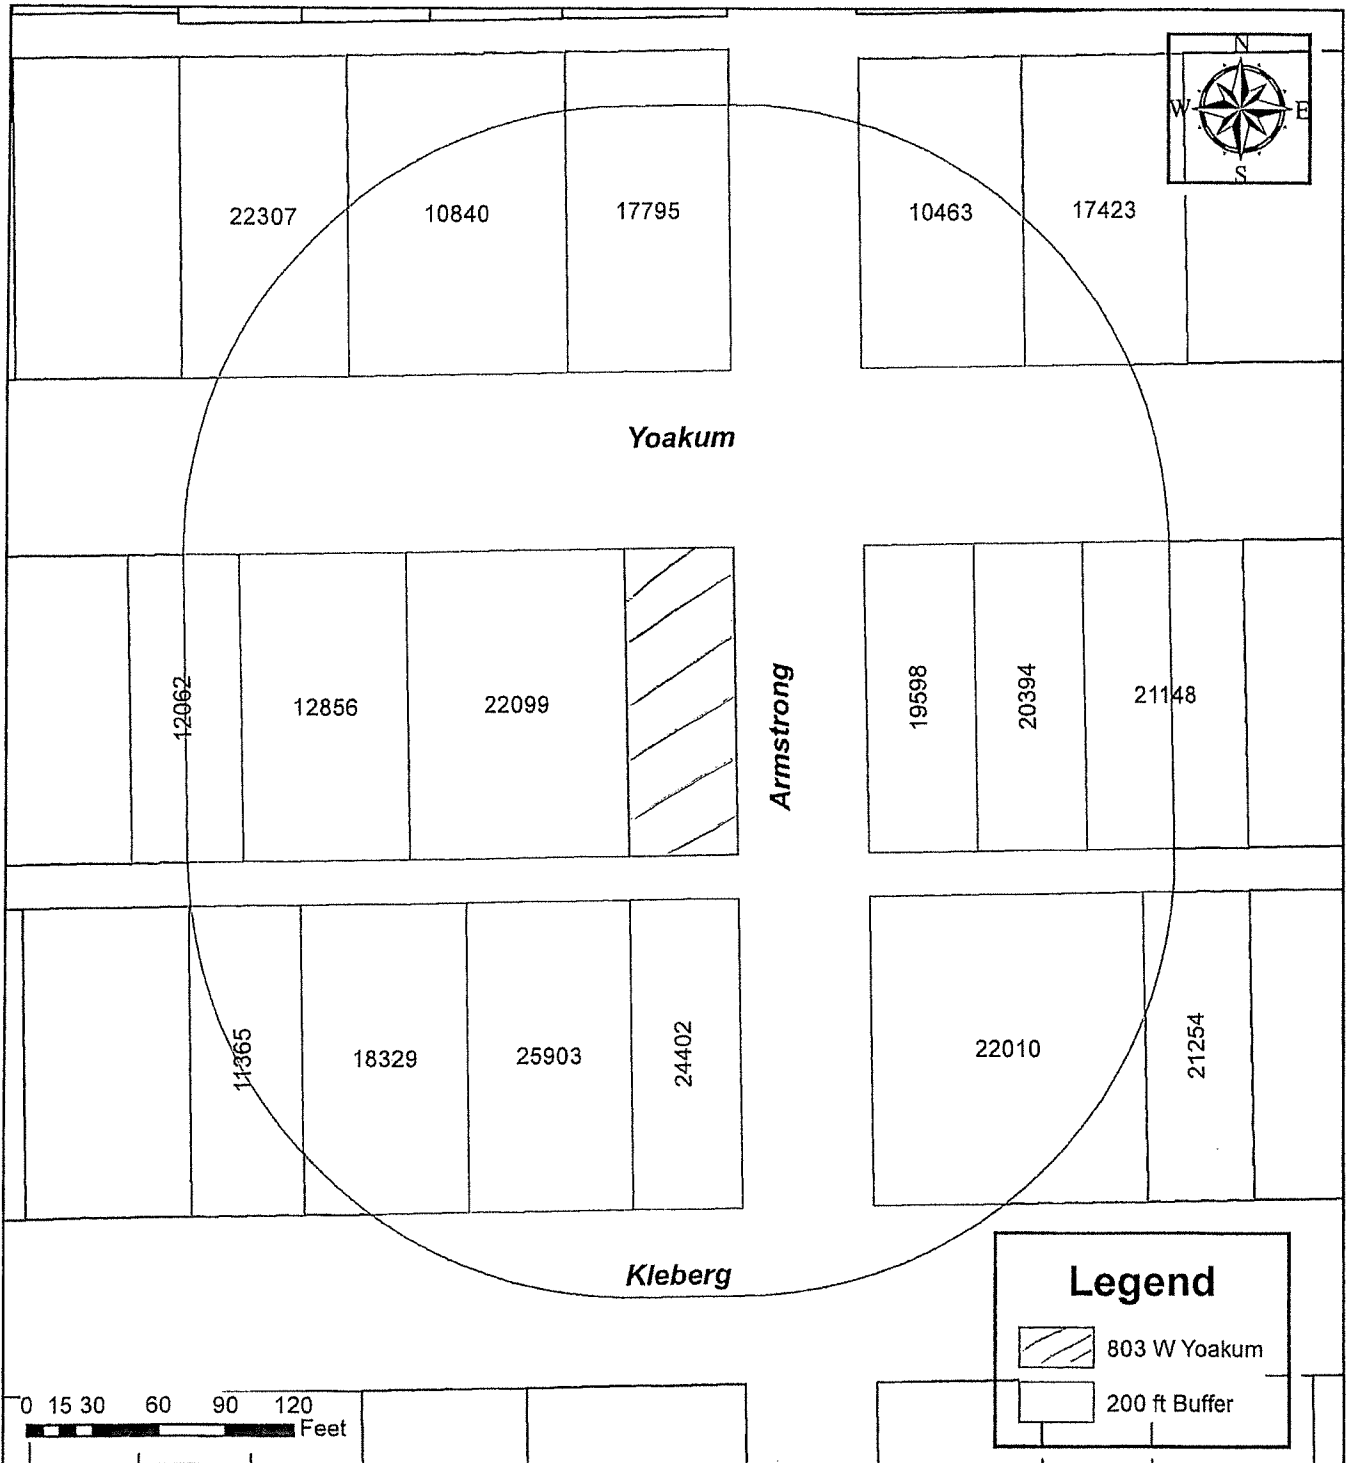 N
W E
S
22307 10840 17795 10463 17423
Yoakum
12062 12856 22099 Armstrong 19598 20394 21148
11365 18329 25903 24402 22010 21254
Kleberg
Legend
803 W Yoakum
200 ft Buffer
0 15 30 60 90 120
Feet